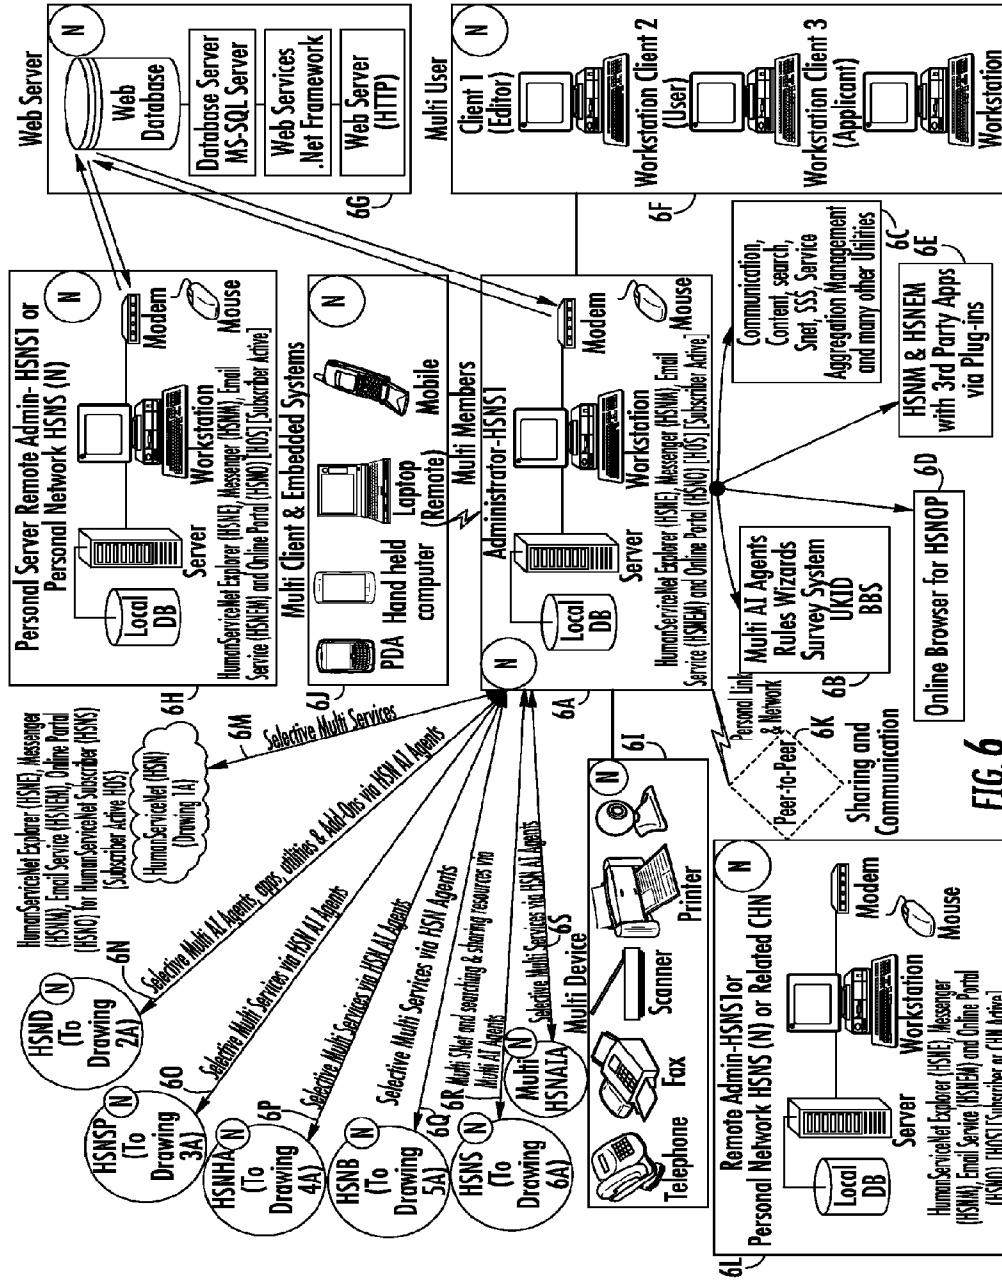 Personal Server Remote Admin- HSNS1 or
Personal Network HSNS (N)
N
Local
DB
Server
Workstation
Modem
Mouse
HumanServiceNet Explorer (HSNE), Messenger (HSNM), Email
Service (HSNEM) and Online Portal (HSNO) [HOS] [Subscriber Active]
6H
Web Server
N
Web
Database
Database Server
MS-SQL Server
Web Services
.Net Framework
Web Server
(HTTP)
6G
HumanServiceNet Explorer (HSNE), Messenger
(HSNM), Email Service (HSNEM), Online Portal
(HSNO) for HumanServiceNet Subscriber (HSNS)
[Subscriber Active HOS]
HumanServiceNet (HSN)
(Drawing 1A)
6M
Selective Multi Services
Multi Client & Embedded Systems
N
PDA
Hand held
computer
Laptop
(Remote)
Mobile
6J
Multi Members
Multi User
N
Client 1
(Editor)
Workstation Client 2
(User)
Workstation Client 3
(Applicant)
Workstation
6F
HSND
(To
Drawing
2A)
N
6N
Selective Multi AI Agents, apps, utilities & Add-Ons via HSN AI Agents
HSNSP
(To
Drawing
3A)
N
6O
Selective Multi Services via HSN AI Agents
HSNHA
(To
Drawing
4A)
N
6P
Selective Multi Services via HSN AI Agents
HSNB
(To
Drawing
5A)
N
6Q
Selective Multi Services via HSN AI Agents
HSNS
(To
Drawing
6A)
N
6R
Multi SNet and searching & sharing resources via
Multi AI Agents
Multi
HSNATA
N
6S
Selective Multi Services via HSN AI Agents
Administrator-HSNS1
N
Local
DB
Server
Workstation
Modem
Mouse
HumanServiceNet Explorer (HSNE), Messenger (HSNM), Email
Service (HSNEM) and Online Portal (HSNO) [HOS] [Subscriber Active]
6A
Multi Device
N
Telephone
Fax
Scanner
Printer
6I
Personal Link
& Network
Peer-to-Peer
6K
Sharing and
Communication
Multi AI Agents
Rules Wizards
Survey System
UKID
BBS
6B
Communication,
Content, search,
Snet, SSS, Service
Aggregation Management
and many other Utilities
6C
Online Browser for HSNOP
6D
HSNM & HSNEM
with 3rd Party Apps
via Plug-ins
6E
Remote Admin-HSNS1or
Personal Network HSNS (N) or Related CHN
N
Local
DB
Server
Workstation
Modem
Mouse
HumanServiceNet Explorer (HSNE), Messenger
(HSNM), Email Service (HSNEM) and Online Portal
(HSNO) [HOS] [Subscriber or CHN Active]
6L
FIG. 6